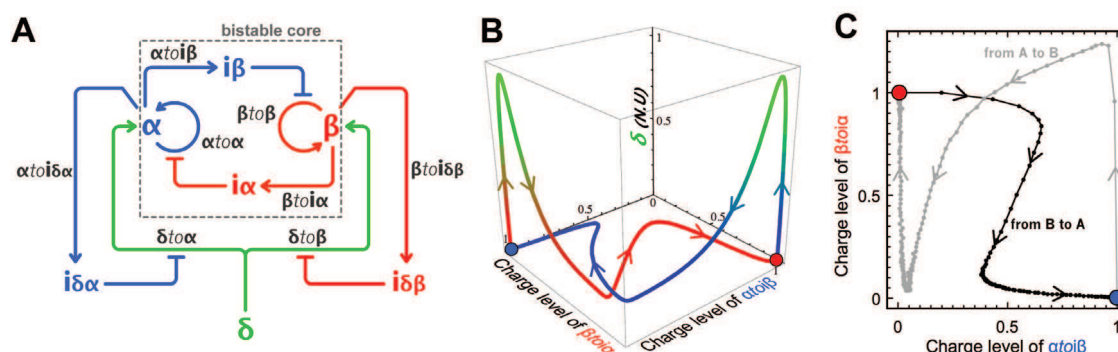 A
bistable core
αtoiβ
iβ
α
βtoβ
β
αtoα
iα
βtoiα
αtoiδα
βtoiδβ
δtoα
δtoβ
iδα
iδβ
δ
B
1
δ (N.U)
0.5
0
0.5
1
0.5
1
Charge level of βtoiα
Charge level of αtoiβ
C
from A to B
1
0.5
0
from B to A
0
0.5
1
Charge level of βtoiα
Charge level of αtoiβ